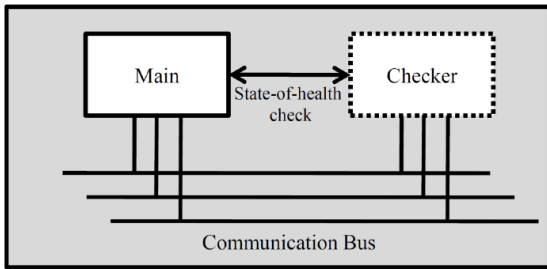 Main
Checker
State-of-health
check
Communication Bus